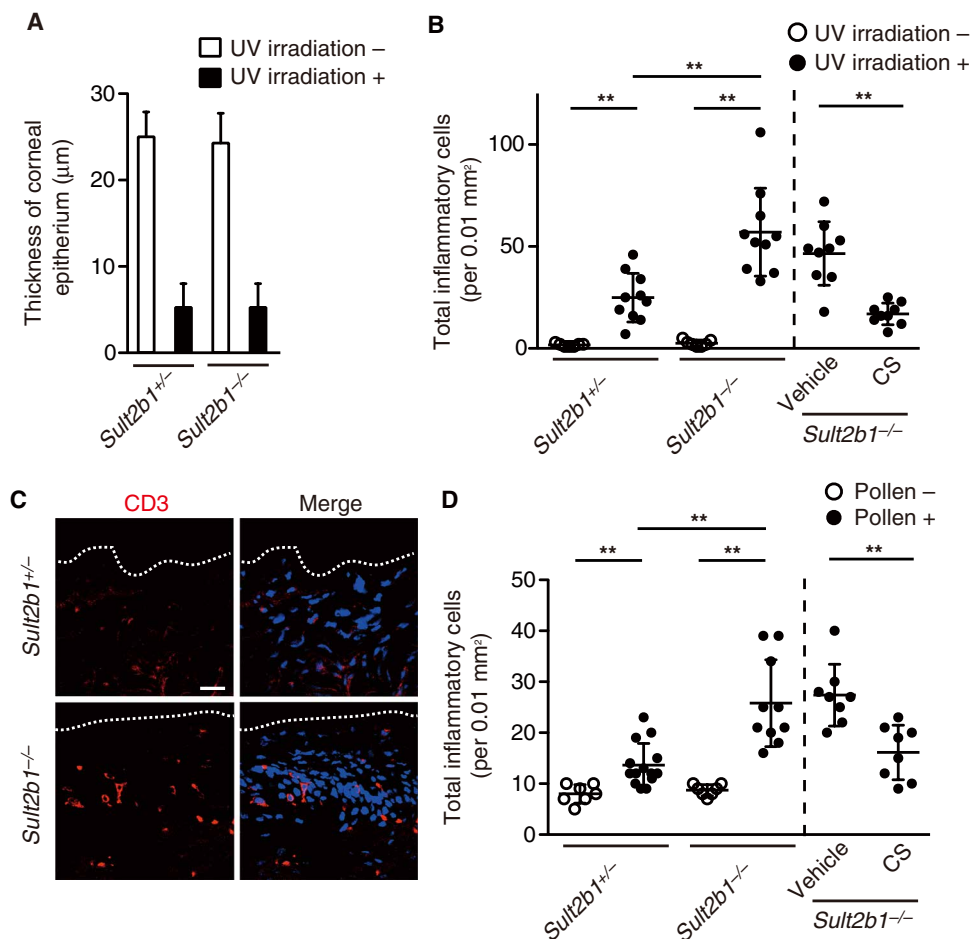 A
UV irradiation –
UV irradiation +
Thickness of corneal
epitherium (μm)
30
20
10
0
Sult2b1+/–
Sult2b1–/–
B
UV irradiation –
UV irradiation +
**
**
**
**
Total inflammatory cells
(per 0.01 mm²)
100
50
0
Sult2b1+/–
Sult2b1–/–
Vehicle
CS
Sult2b1–/–
C
CD3
Merge
Sult2b1+/–
Sult2b1–/–
D
Pollen –
Pollen +
**
**
**
**
Total inflammatory cells
(per 0.01 mm²)
50
40
30
20
10
0
Sult2b1+/–
Sult2b1–/–
Vehicle
CS
Sult2b1–/–